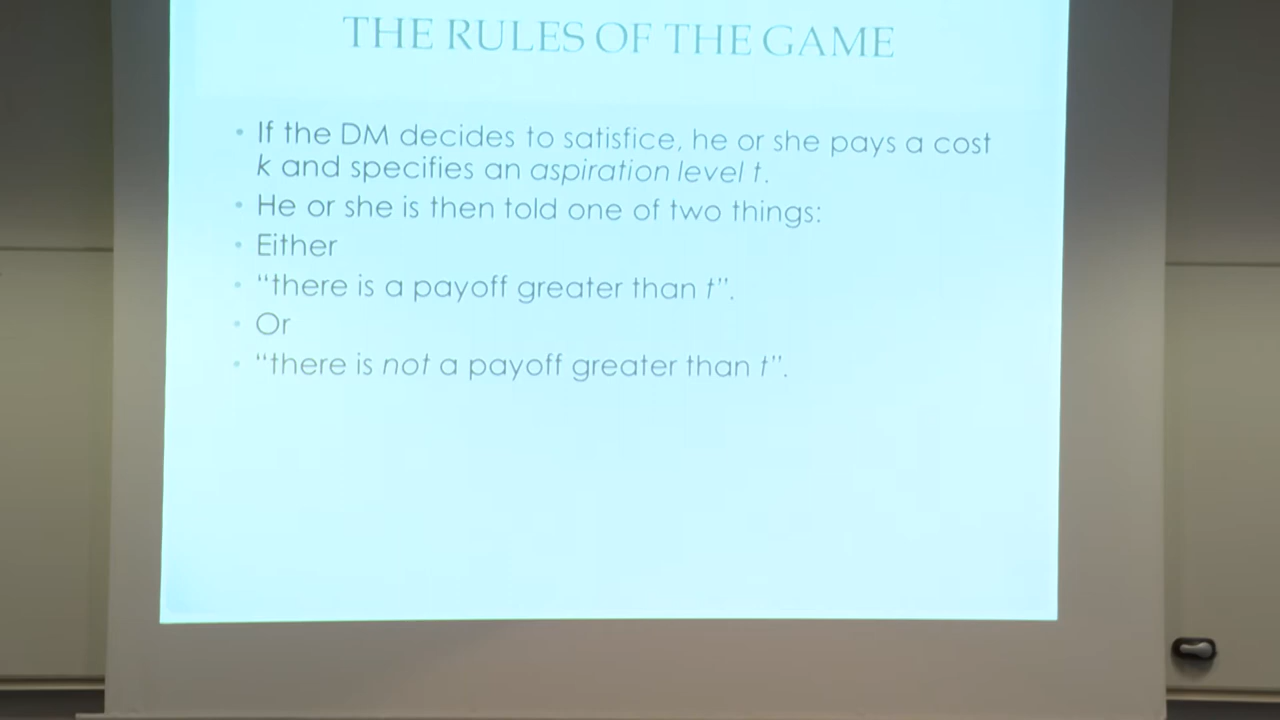 THE RULES OF THE GAME
• If the DM decides to satisfice, he or she pays a cost
k and specifies an aspiration level t.
• He or she is then told one of two things:
• Either
• “there is a payoff greater than t”.
• Or
• “there is not a payoff greater than t”.